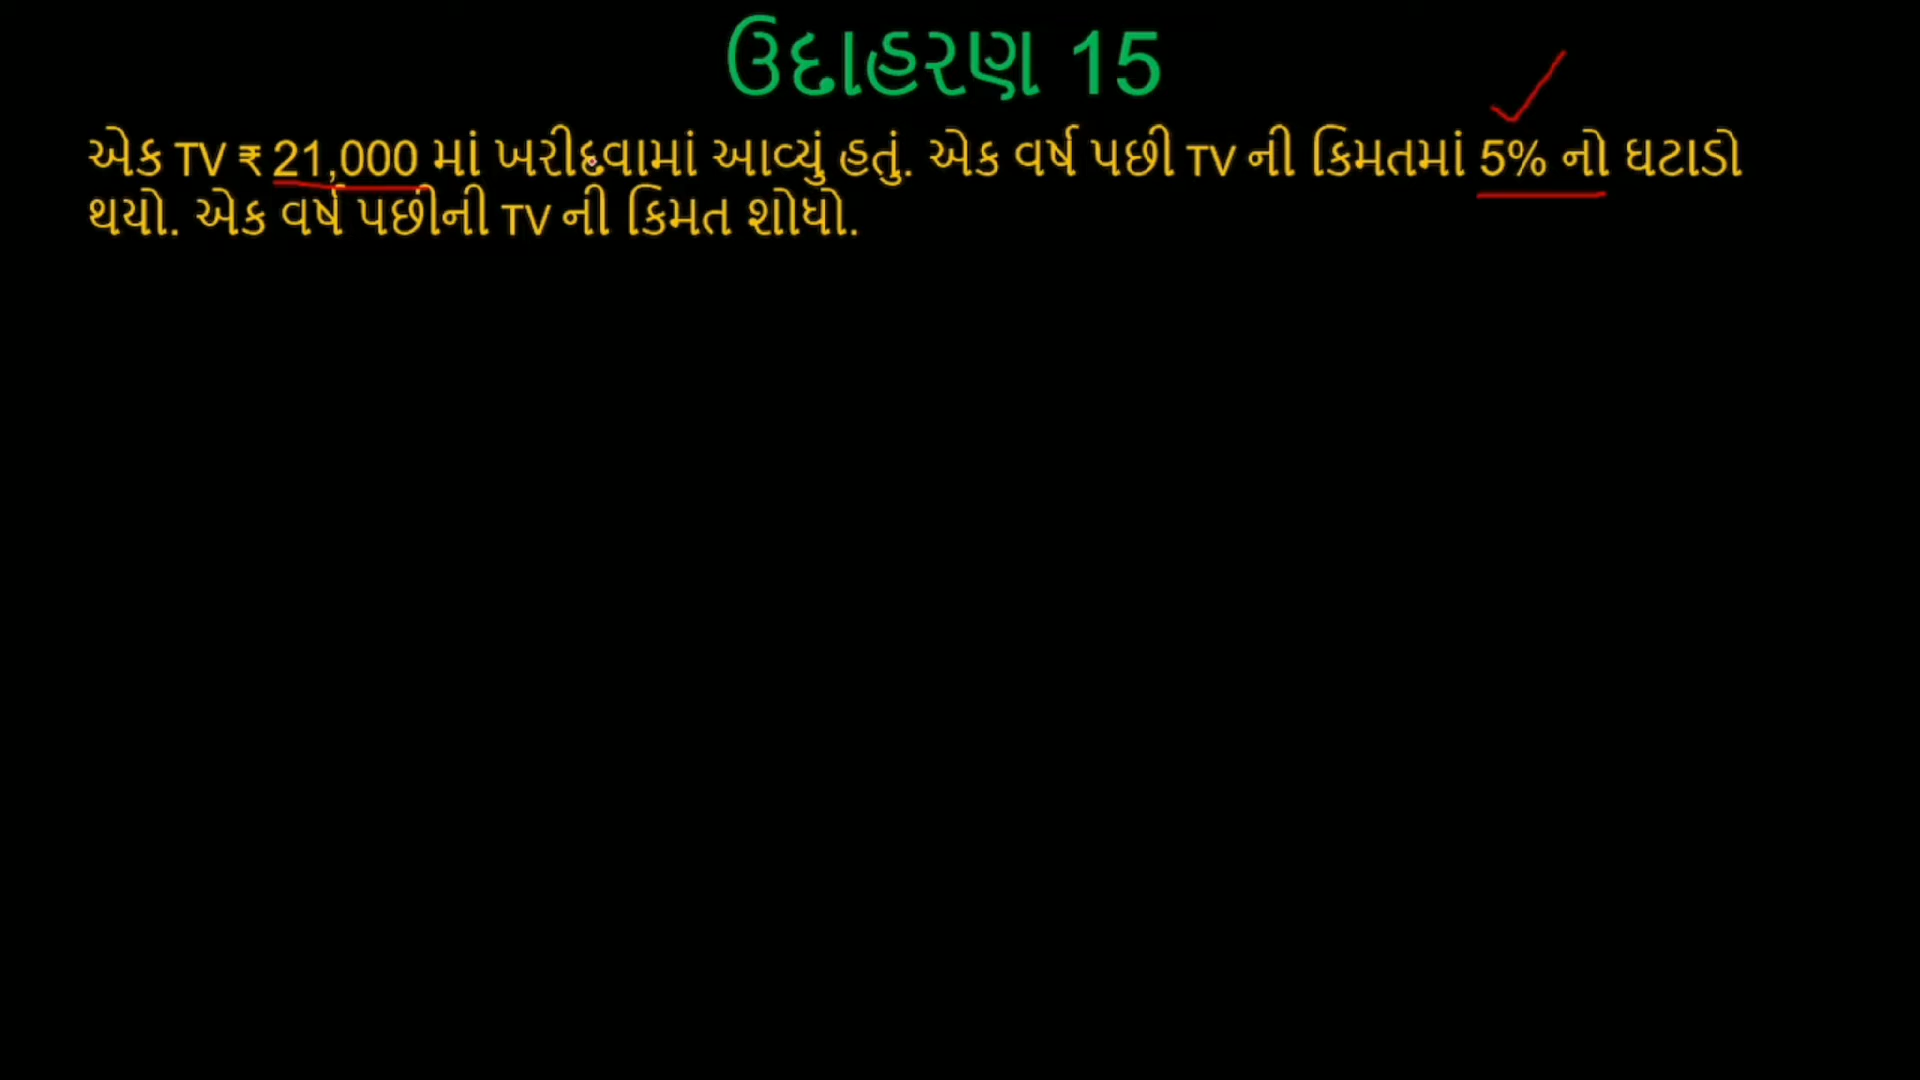 ઉદાહરણ 15
એક TV ₹ 21,000 માં ખરીદવામાં આવ્યું હતું. એક વર્ષ પછી TV ની કિમતમાં 5% નો ઘટાડો
થયો. એક વર્ષ પછીની TV ની કિમત શોધો.